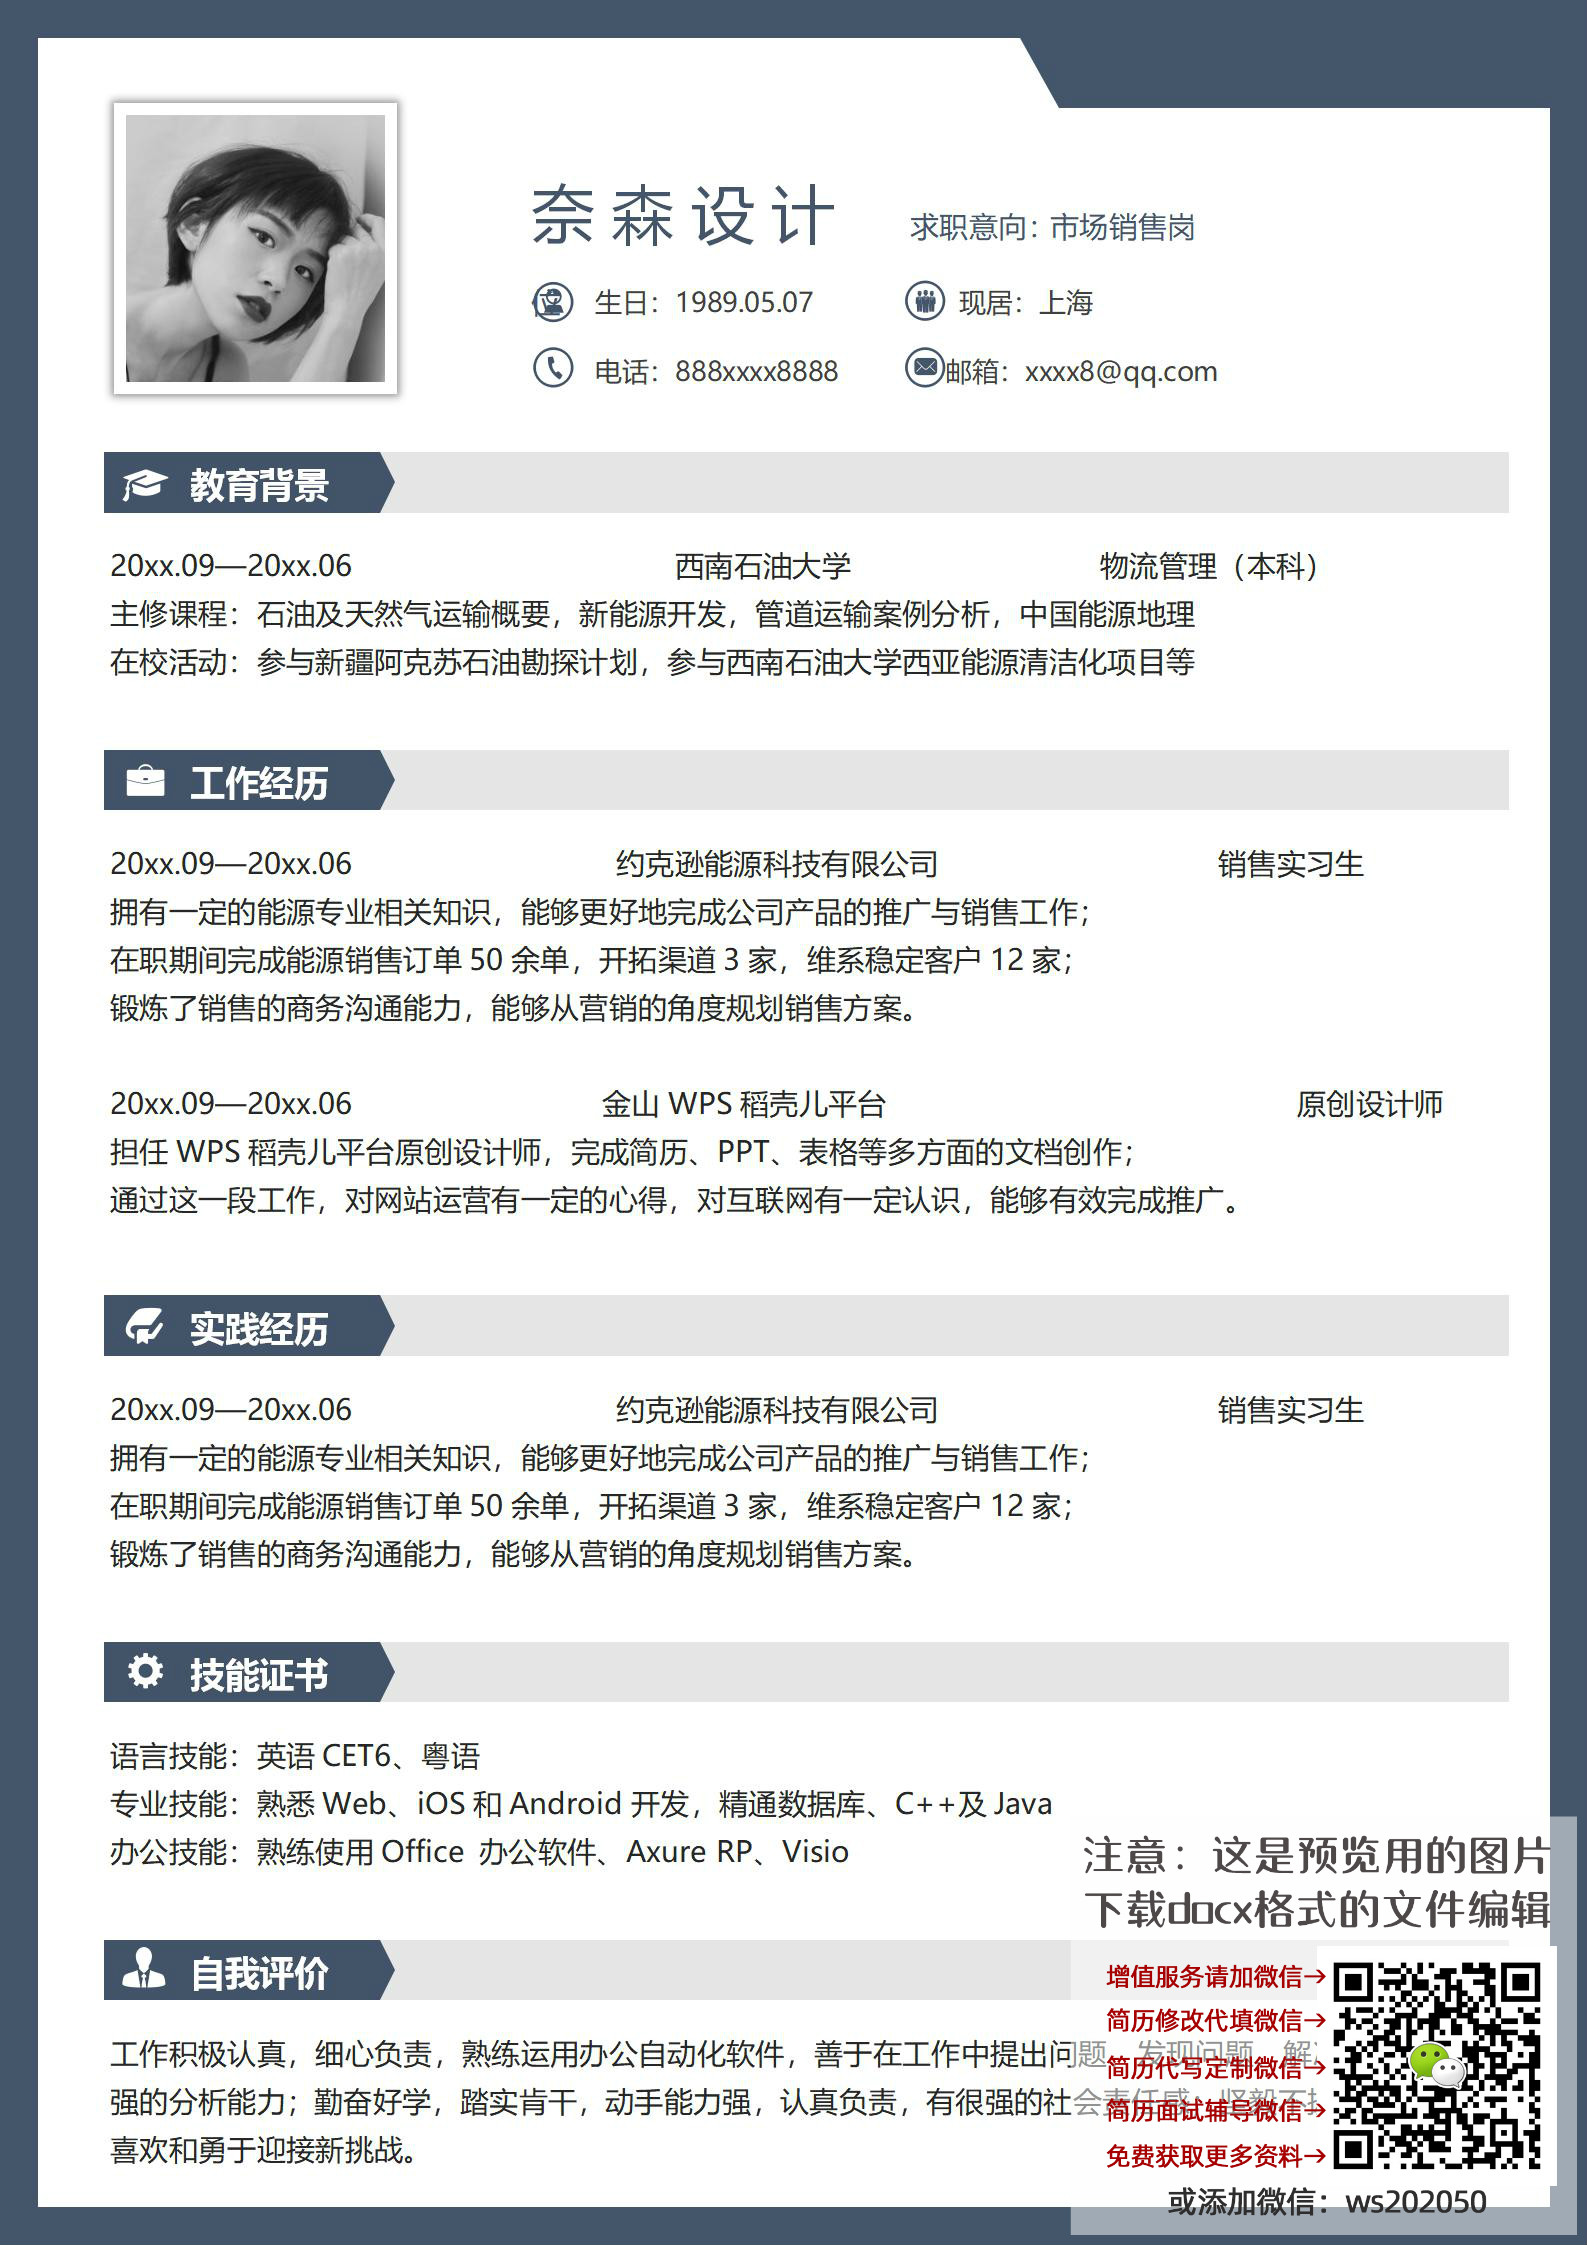 奈森设计
求职意向：市场销售岗
生日：1989.05.07
现居：上海
电话：888xxxx8888
邮箱：xxxx8@qq.com
教育背景
20xx.09—20xx.06 西南石油大学 物流管理（本科）
主修课程：石油及天然气运输概要，新能源开发，管道运输案例分析，中国能源地理
在校活动：参与新疆阿克苏石油勘探计划，参与西南石油大学西亚能源清洁化项目等
工作经历
20xx.09—20xx.06 约克逊能源科技有限公司 销售实习生
拥有一定的能源专业相关知识，能够更好地完成公司产品的推广与销售工作；
在职期间完成能源销售订单 50 余单，开拓渠道 3 家，维系稳定客户 12 家；
锻炼了销售的商务沟通能力，能够从营销的角度规划销售方案。
20xx.09—20xx.06 金山 WPS 稻壳儿平台 原创设计师
担任 WPS 稻壳儿平台原创设计师，完成简历、PPT、表格等多方面的文档创作；
通过这一段工作，对网站运营有一定的心得，对互联网有一定认识，能够有效完成推广。
实践经历
20xx.09—20xx.06 约克逊能源科技有限公司 销售实习生
拥有一定的能源专业相关知识，能够更好地完成公司产品的推广与销售工作；
在职期间完成能源销售订单 50 余单，开拓渠道 3 家，维系稳定客户 12 家；
锻炼了销售的商务沟通能力，能够从营销的角度规划销售方案。
技能证书
语言技能：英语 CET6、粤语
专业技能：熟悉 Web、iOS 和 Android 开发，精通数据库、C++及 Java
办公技能：熟练使用 Office 办公软件、Axure RP、Visio
自我评价
工作积极认真，细心负责，熟练运用办公自动化软件，善于在工作中提出问题、发现问题、解
强的分析能力；勤奋好学，踏实肯干，动手能力强，认真负责，有很强的社会责任感；坚毅不
喜欢和勇于迎接新挑战。
注意：这是预览用的图片
下载docx格式的文件编辑
增值服务请加微信→
简历修改代填微信→
简历代写定制微信→
简历面试辅导微信→
免费获取更多资料→
或添加微信：ws202050